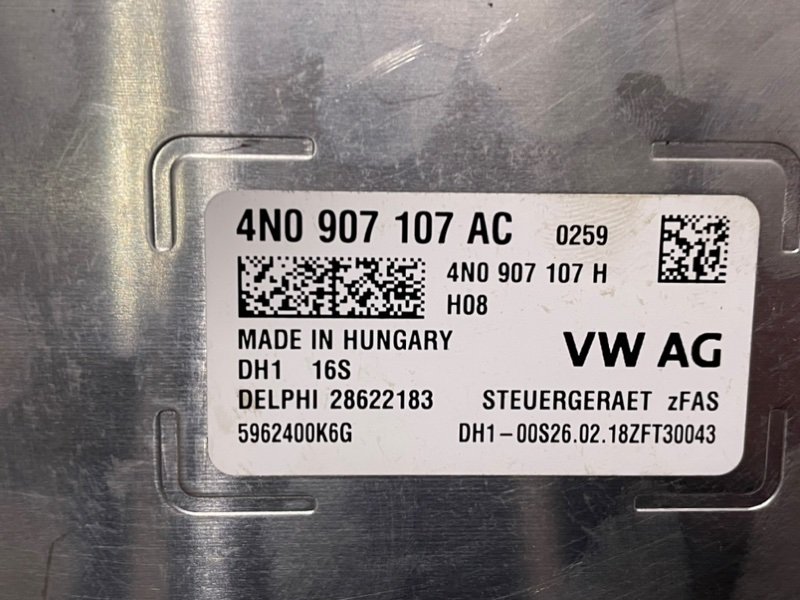 4N0 907 107 AC 0259
4N0 907 107 H
H08
MADE IN HUNGARY
VW AG
DH1 16S
DELPHI 28622183 STEUERGERAET zFAS
5962400K6G DH1-00S26.02.18ZFT30043